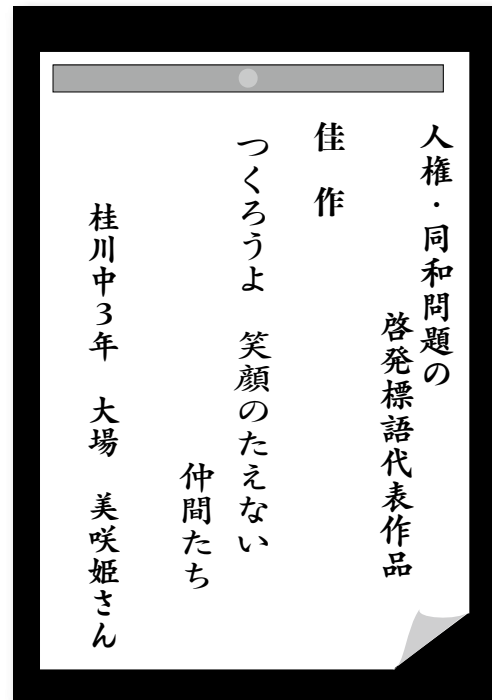 人権・同和問題の
啓発標語代表作品
佳作
つくろうよ　笑顔のたえない
仲間たち
桂川中３年　大場　美咲姫さん